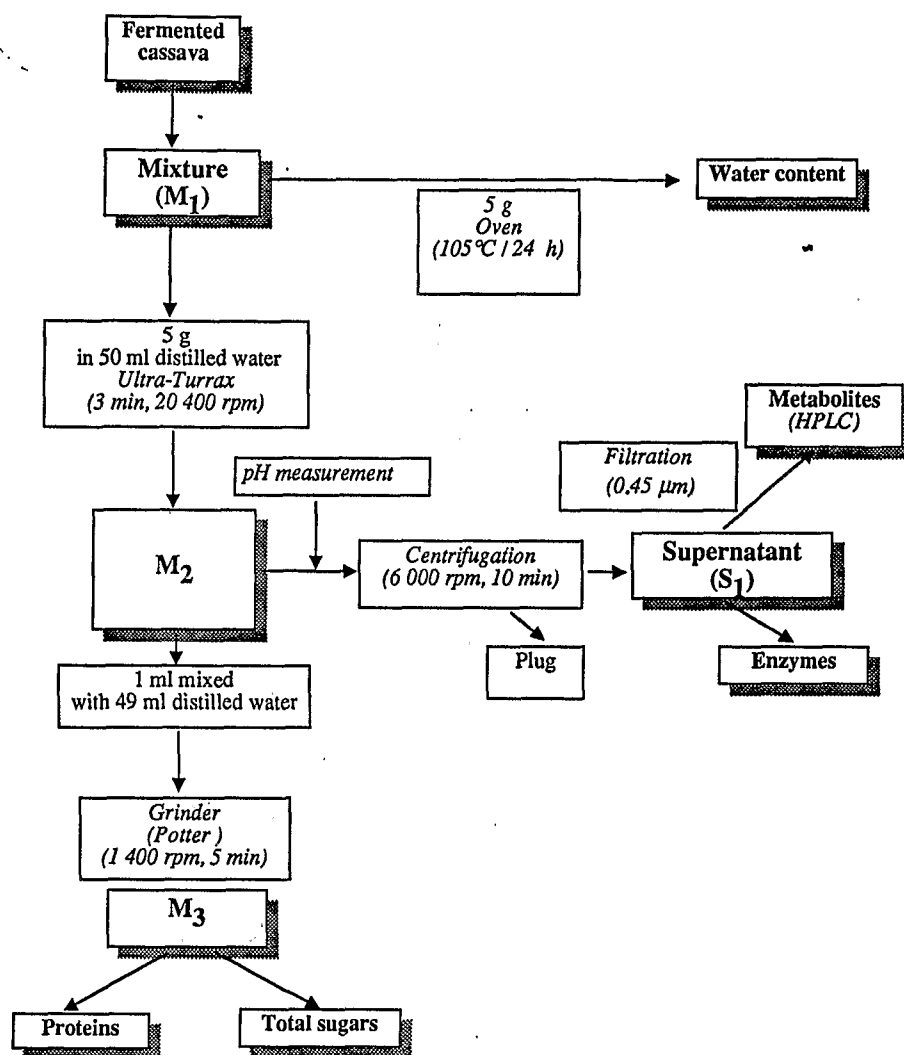 Fermented
cassava
Mixture
(M1)
Water content
5 g
Oven
(105°C / 24 h)
5 g
in 50 ml distilled water
Ultra-Turrax
(3 min, 20 400 rpm)
Metabolites
(HPLC)
pH measurement
Filtration
(0.45 μm)
M2
Centrifugation
(6 000 rpm, 10 min)
Supernatant
(S1)
Plug
Enzymes
1 ml mixed
with 49 ml distilled water
Grinder
(Potter )
(1 400 rpm, 5 min)
M3
Proteins
Total sugars